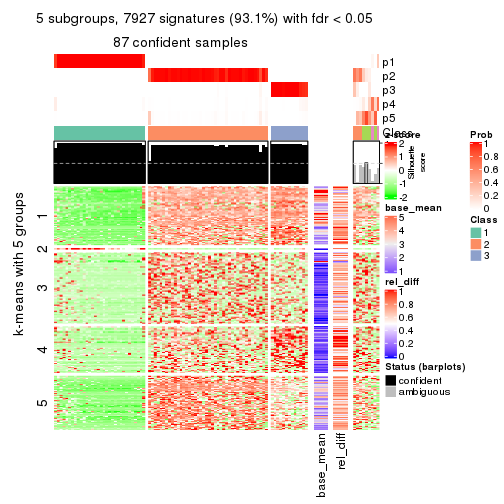 5 subgroups, 7927 signatures (93.1%) with fdr < 0.05
87 confident samples
p1
p2
p3
p4
p5
Class
z-score
2
1
0
-1
-2
Silhouette
score
Prob
1
0.8
0.6
0.4
0.2
0
base_mean
5
4
3
2
1
Class
1
2
3
rel_diff
1
0.8
0.6
0.4
0.2
0
Status (barplots)
confident
ambiguous
k-means with 5 groups
1
2
3
4
5
base_mean
rel_diff